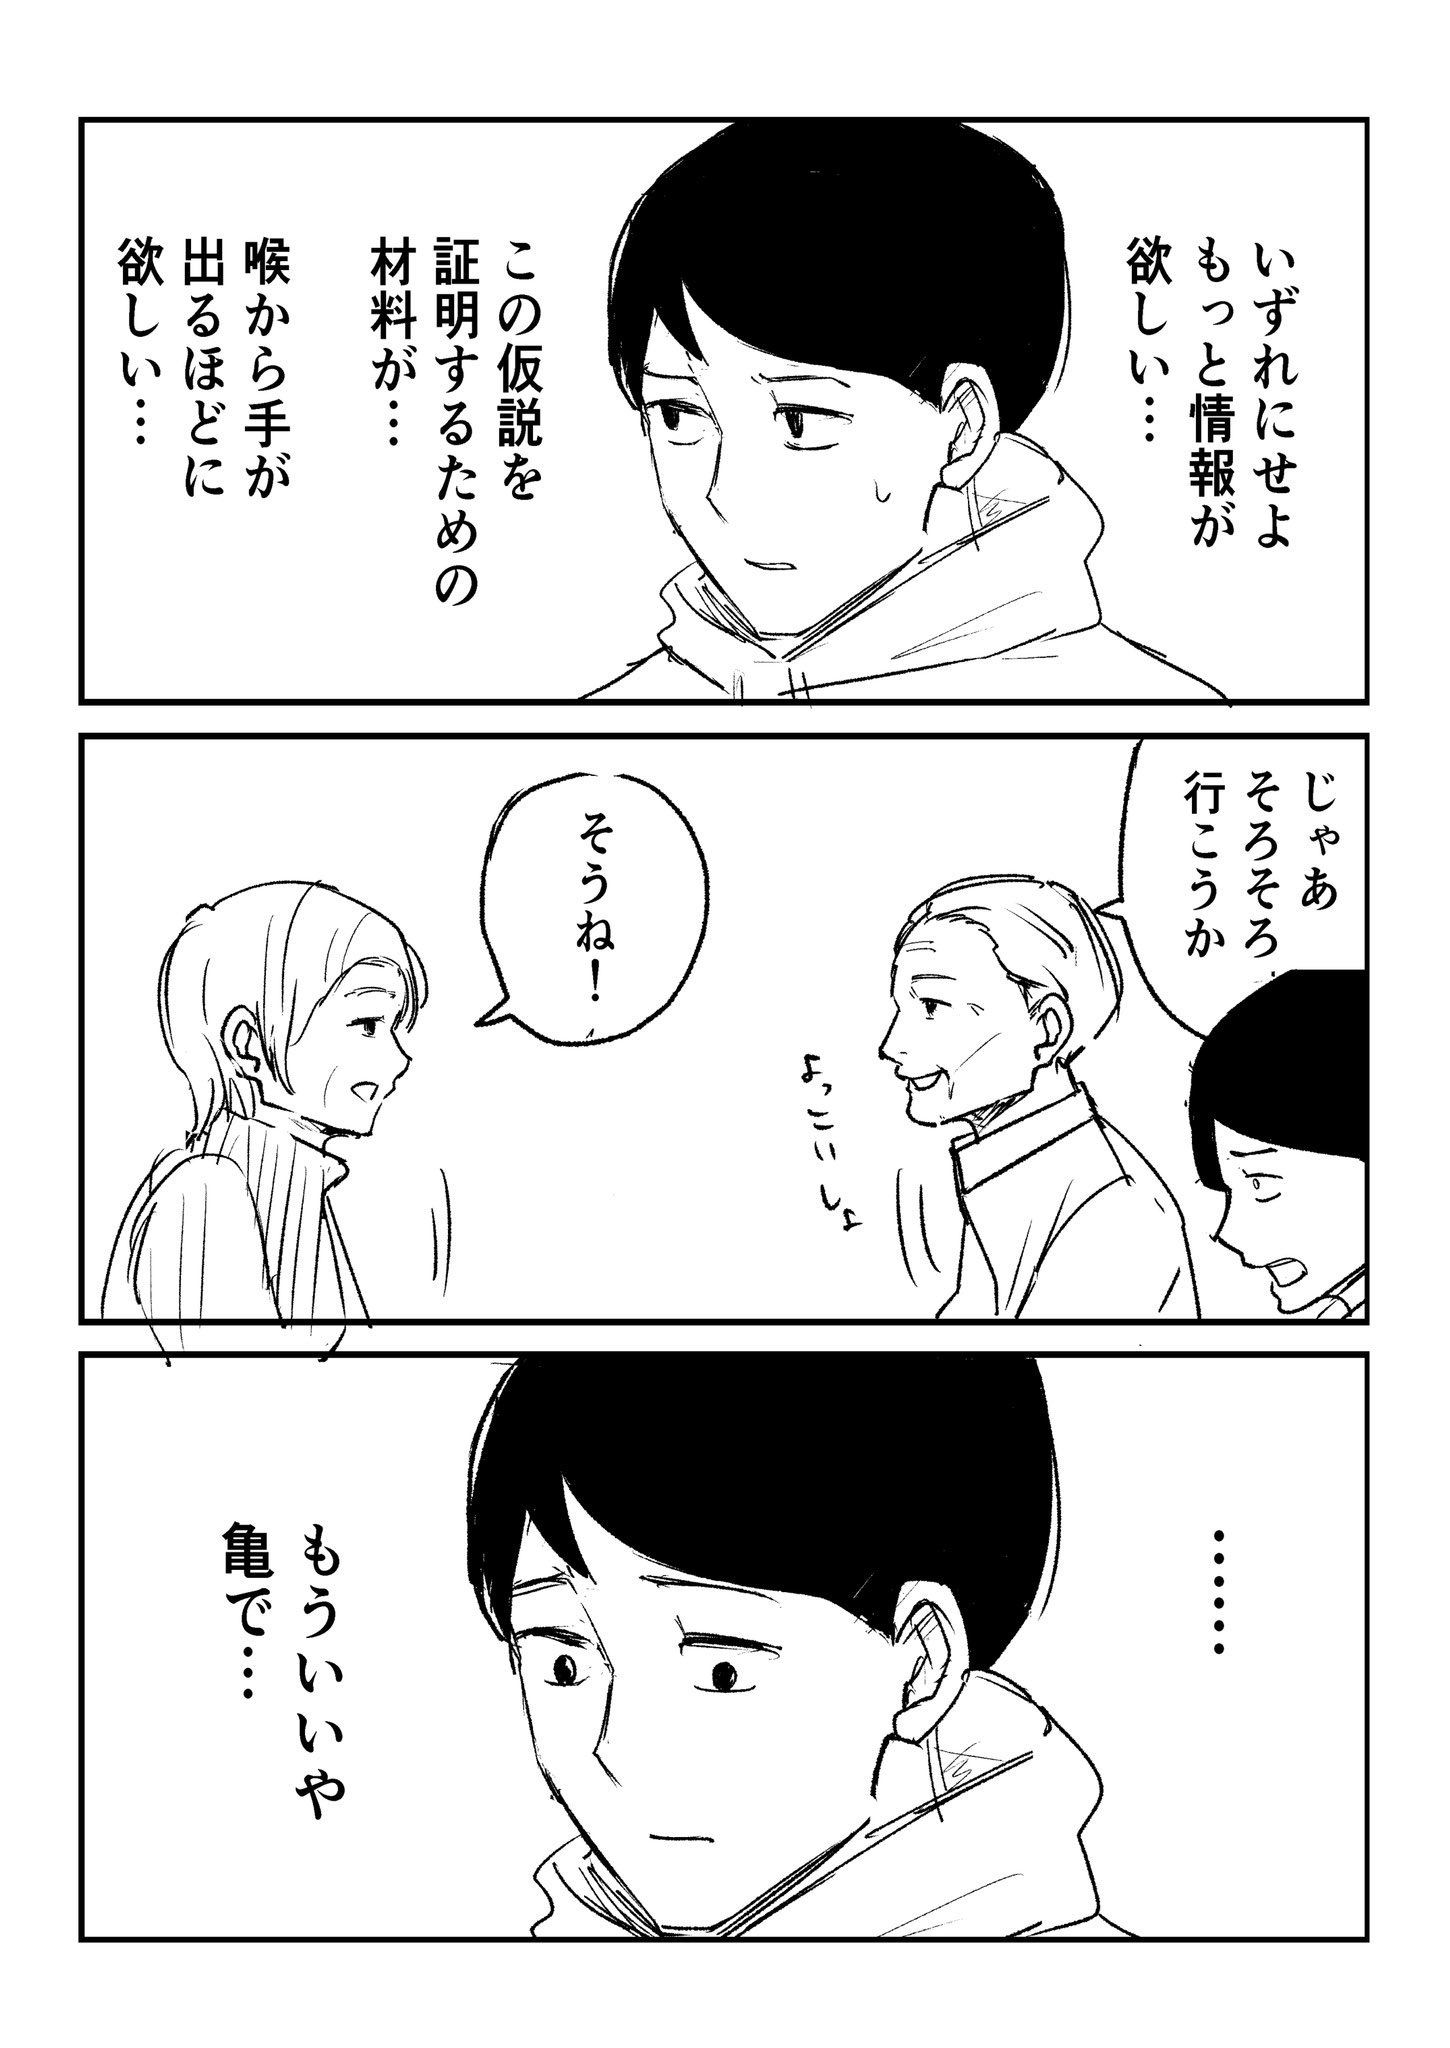 いずれにせよ
もっと情報が
欲しい…
この仮説を
証明するための
材料が…
喉から手が
出るほどに
欲しい…
じゃあ
そろそろ
行こうか
よっこいしょ
そうね！
……
もういいや
亀で…